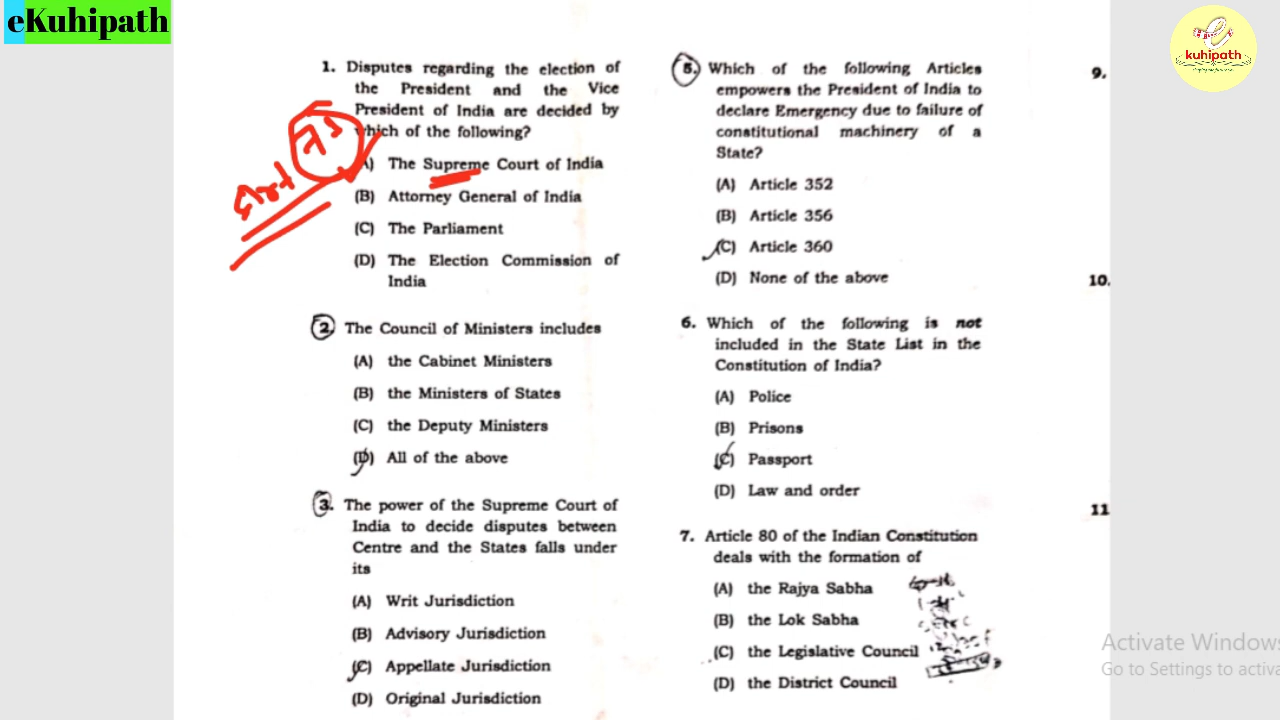 eKuhipath
kuhipath
1. Disputes regarding the election of
the President and the Vice
President of India are decided by
which of the following?
A) The Supreme Court of India
(B) Attorney General of India
(C) The Parliament
(D) The Election Commission of
India
2. The Council of Ministers includes
(A) the Cabinet Ministers
(B) the Ministers of States
(C) the Deputy Ministers
(D) All of the above
3. The power of the Supreme Court of
India to decide disputes between
Centre and the States falls under
its
(A) Writ Jurisdiction
(B) Advisory Jurisdiction
(C) Appellate Jurisdiction
(D) Original Jurisdiction
5. Which of the following Articles
empowers the President of India to
declare Emergency due to failure of
constitutional machinery of a
State?
(A) Article 352
(B) Article 356
(C) Article 360
(D) None of the above
6. Which of the following is not
included in the State List in the
Constitution of India?
(A) Police
(B) Prisons
(C) Passport
(D) Law and order
7. Article 80 of the Indian Constitution
deals with the formation of
(A) the Rajya Sabha
(B) the Lok Sabha
(C) the Legislative Council
(D) the District Council
9.
10.
11
Activate Windows
Go to Settings to activa